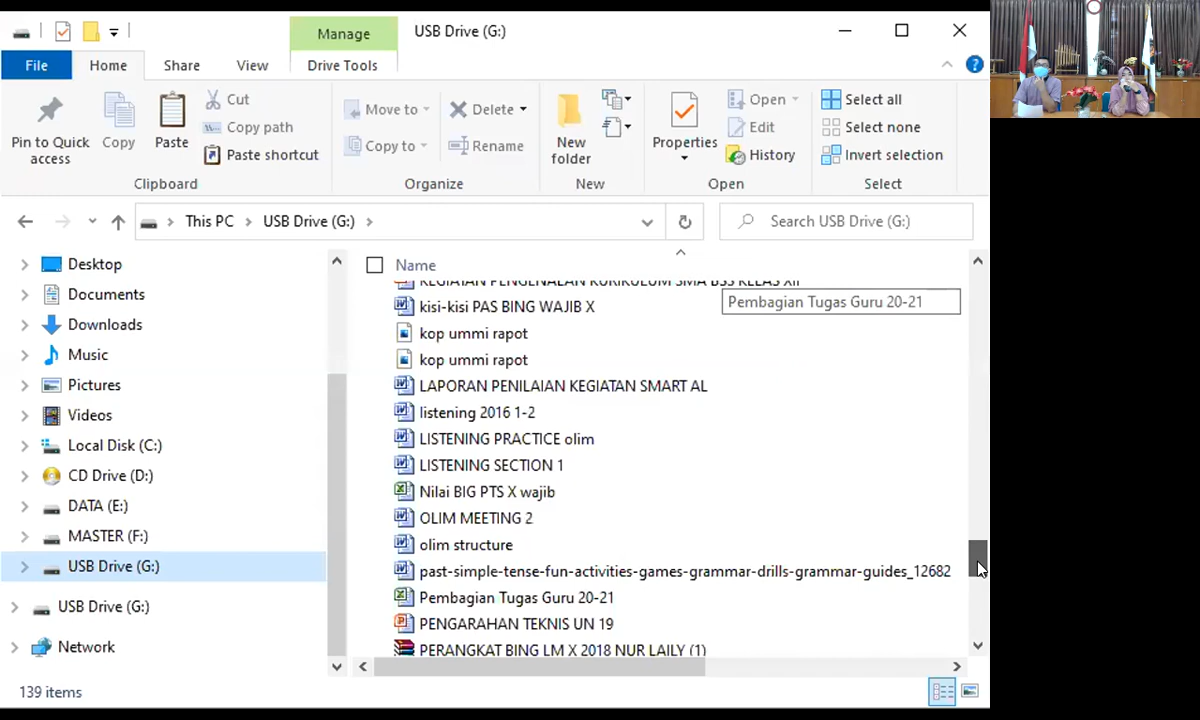 Manage
USB Drive (G:)
File
Home
Share
View
Drive Tools
Pin to Quick access
Copy
Paste
Cut
Copy path
Paste shortcut
Clipboard
Move to
Copy to
Delete
Rename
Organize
New folder
New
Properties
Open
Edit
History
Open
Select all
Select none
Invert selection
Select
This PC
USB Drive (G:)
Search USB Drive (G:)
Desktop
Documents
Downloads
Music
Pictures
Videos
Local Disk (C:)
CD Drive (D:)
DATA (E:)
MASTER (F:)
USB Drive (G:)
USB Drive (G:)
Network
Name
KEGIATAN PENGENALAN KURIKULUM SMA BSS KELAS XII
Pembagian Tugas Guru 20-21
kisi-kisi PAS BING WAJIB X
kop ummi rapot
kop ummi rapot
LAPORAN PENILAIAN KEGIATAN SMART AL
listening 2016 1-2
LISTENING PRACTICE olim
LISTENING SECTION 1
Nilai BIG PTS X wajib
OLIM MEETING 2
olim structure
past-simple-tense-fun-activities-games-grammar-drills-grammar-guides_12682
Pembagian Tugas Guru 20-21
PENGARAHAN TEKNIS UN 19
PERANGKAT BING LM X 2018 NUR LAILY (1)
139 items